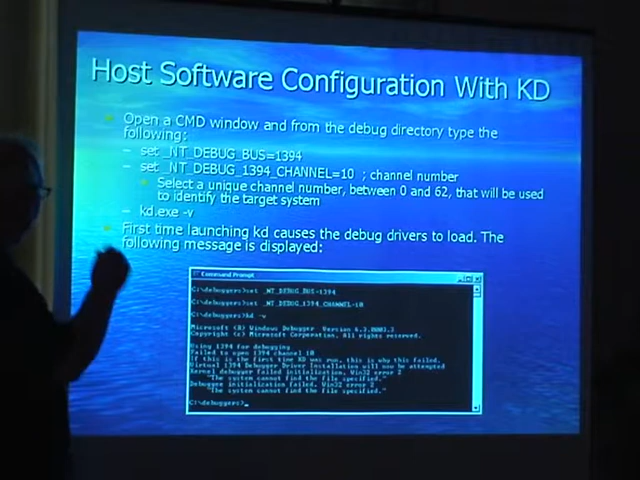 Host Software Configuration With KD
Open a CMD window and from the debug directory type the
following:
– set _NT_DEBUG_BUS=1394
– set _NT_DEBUG_1394_CHANNEL=10 ; channel number
Select a unique channel number, between 0 and 62, that will be used
to identify the target system
– kd.exe -v
First time launching kd causes the debug drivers to load. The
following message is displayed:
Command Prompt
C:\debuggers>set _NT_DEBUG_BUS=1394
C:\debuggers>set _NT_DEBUG_1394_CHANNEL=10
C:\debuggers>kd -v
Microsoft (R) Windows Debugger Version
Copyright (c) Microsoft Corporation. All rights reserved.
Using 1394 for debugging
Failed to open 1394 channel 10
If this is the first time KD was run, this is why this failed.
Virtual 1394 Debugger Driver Installation will now be attempted
Kernel debugger failed initialization, Win32 error 2
"The system cannot find the file specified."
Debugger initialization failed, Win32 error 2
"The system cannot find the file specified."
C:\debuggers>_